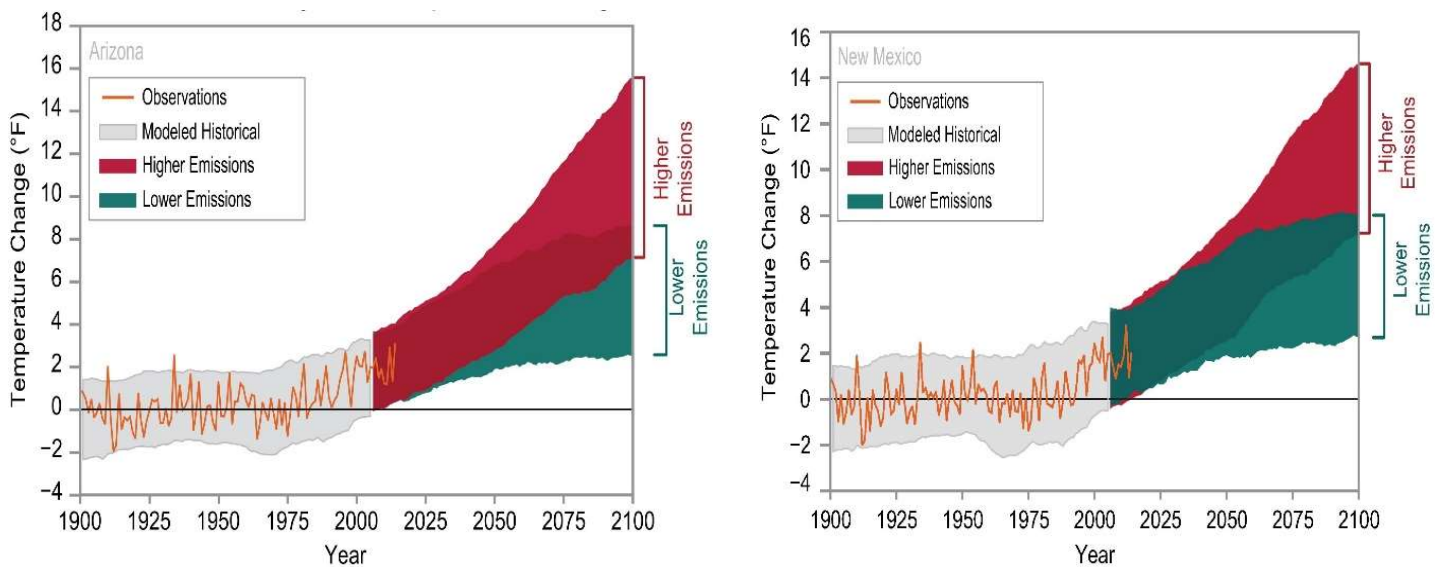 Arizona
Observations
Modeled Historical
Higher Emissions
Lower Emissions
Temperature Change (°F)
18
16
14
12
10
8
6
4
2
0
−2
−4
1900
1925
1950
1975
2000
2025
2050
2075
2100
Year
Higher
Emissions
Lower
Emissions
New Mexico
Observations
Modeled Historical
Higher Emissions
Lower Emissions
Temperature Change (°F)
16
14
12
10
8
6
4
2
0
−2
−4
1900
1925
1950
1975
2000
2025
2050
2075
2100
Year
Higher
Emissions
Lower
Emissions